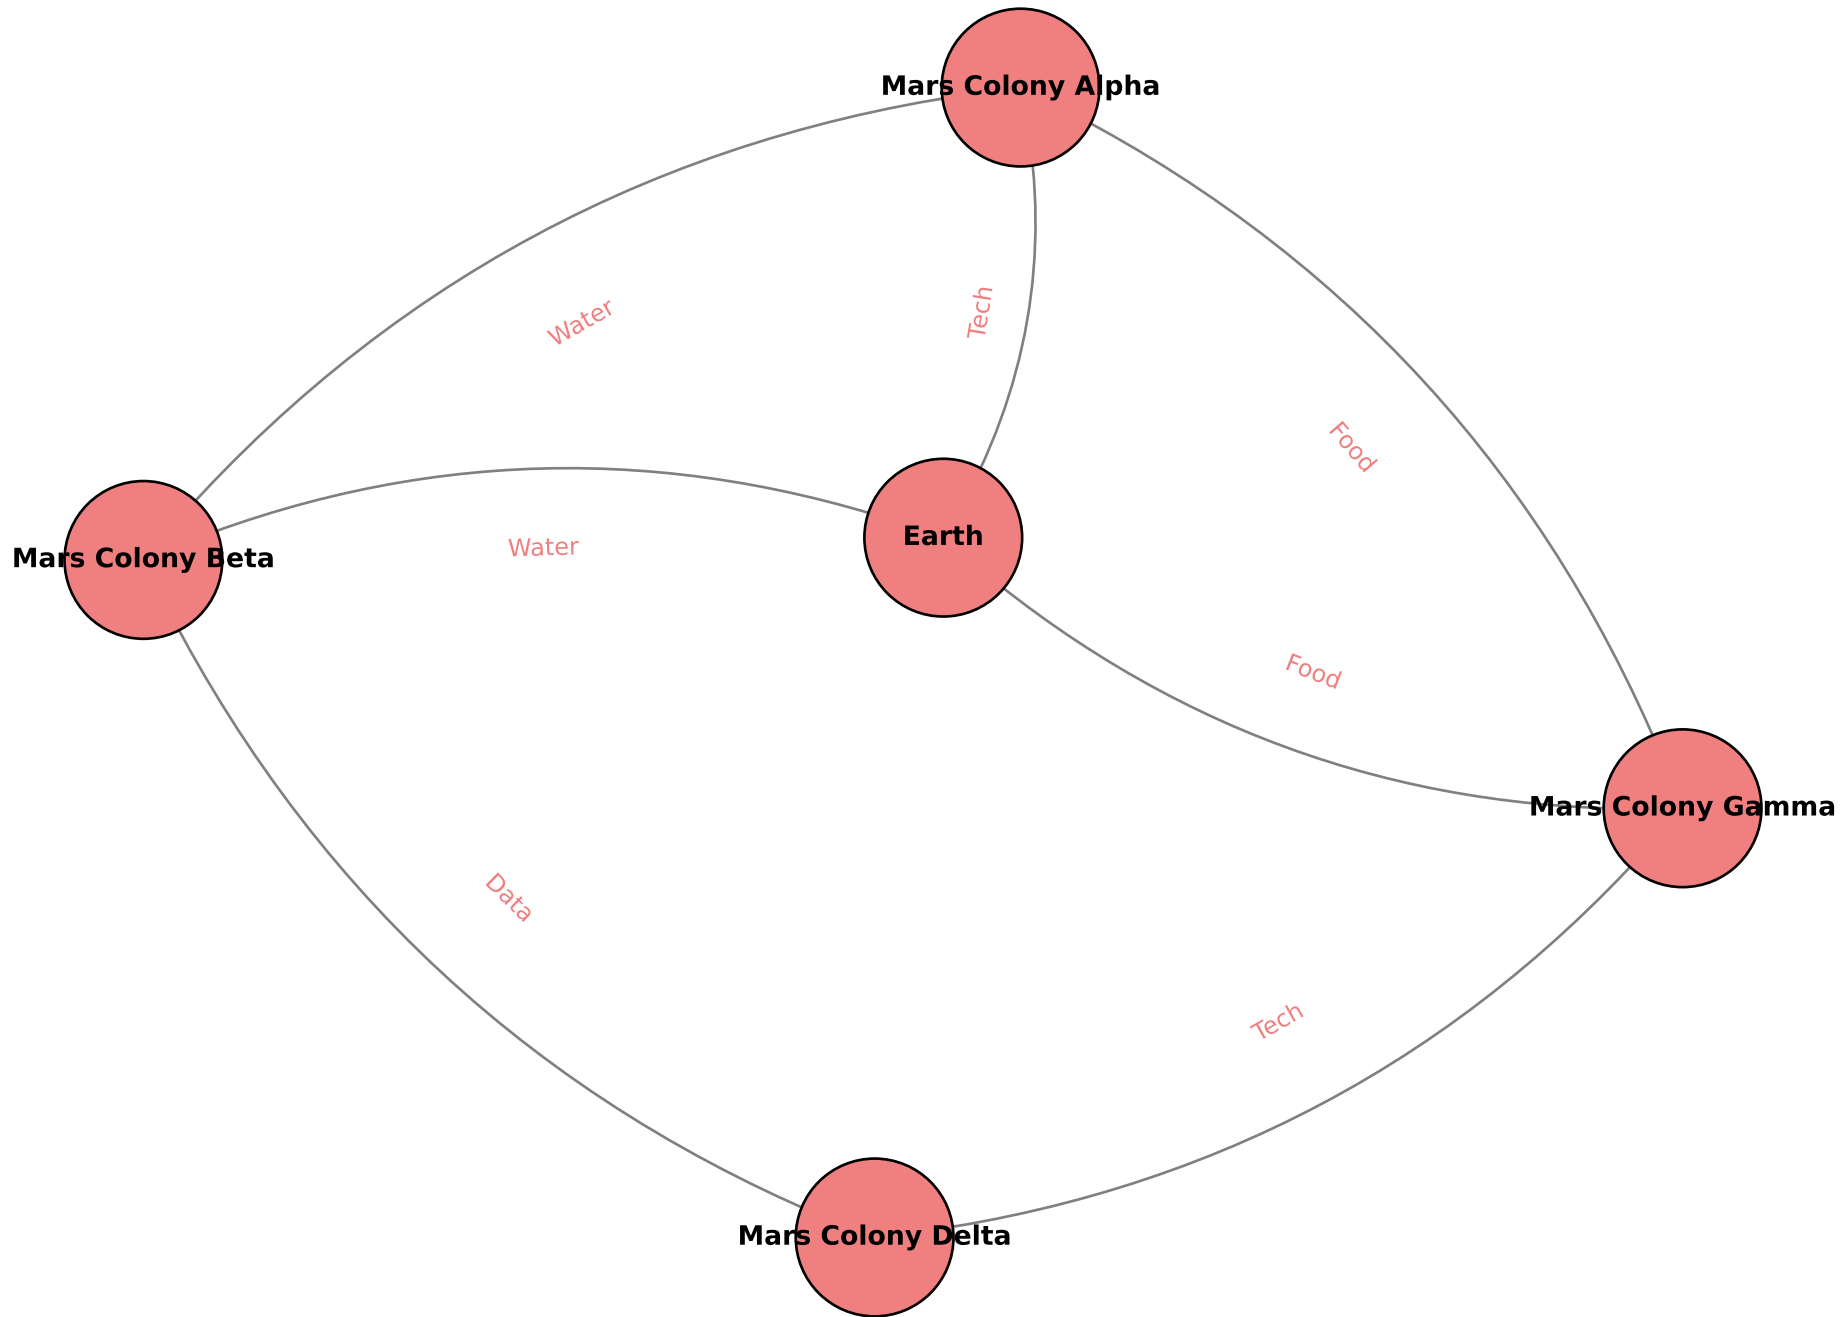 Mars Colony Alpha
Tech
Water
Food
Earth
Water
Mars Colony Beta
Food
Mars Colony Gamma
Data
Tech
Mars Colony Delta